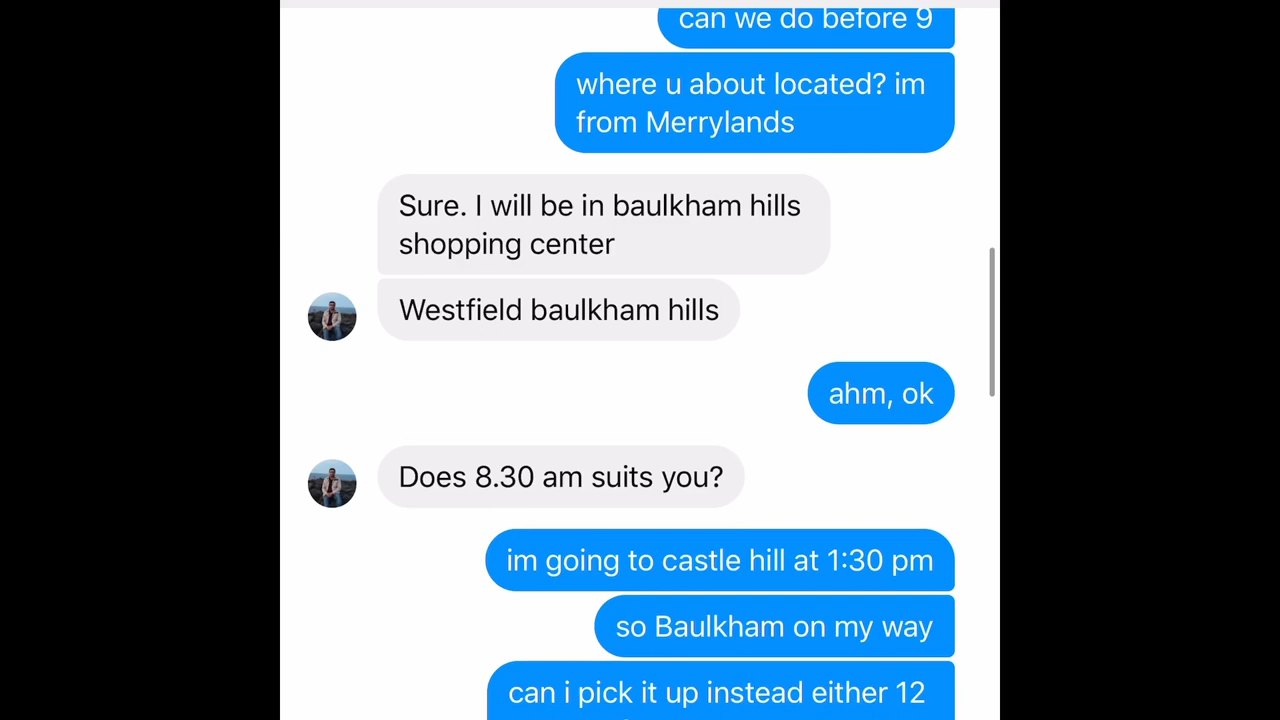 can we do before 9
where u about located? im
from Merrylands
Sure. I will be in baulkham hills
shopping center
Westfield baulkham hills
ahm, ok
Does 8.30 am suits you?
im going to castle hill at 1:30 pm
so Baulkham on my way
can i pick it up instead either 12